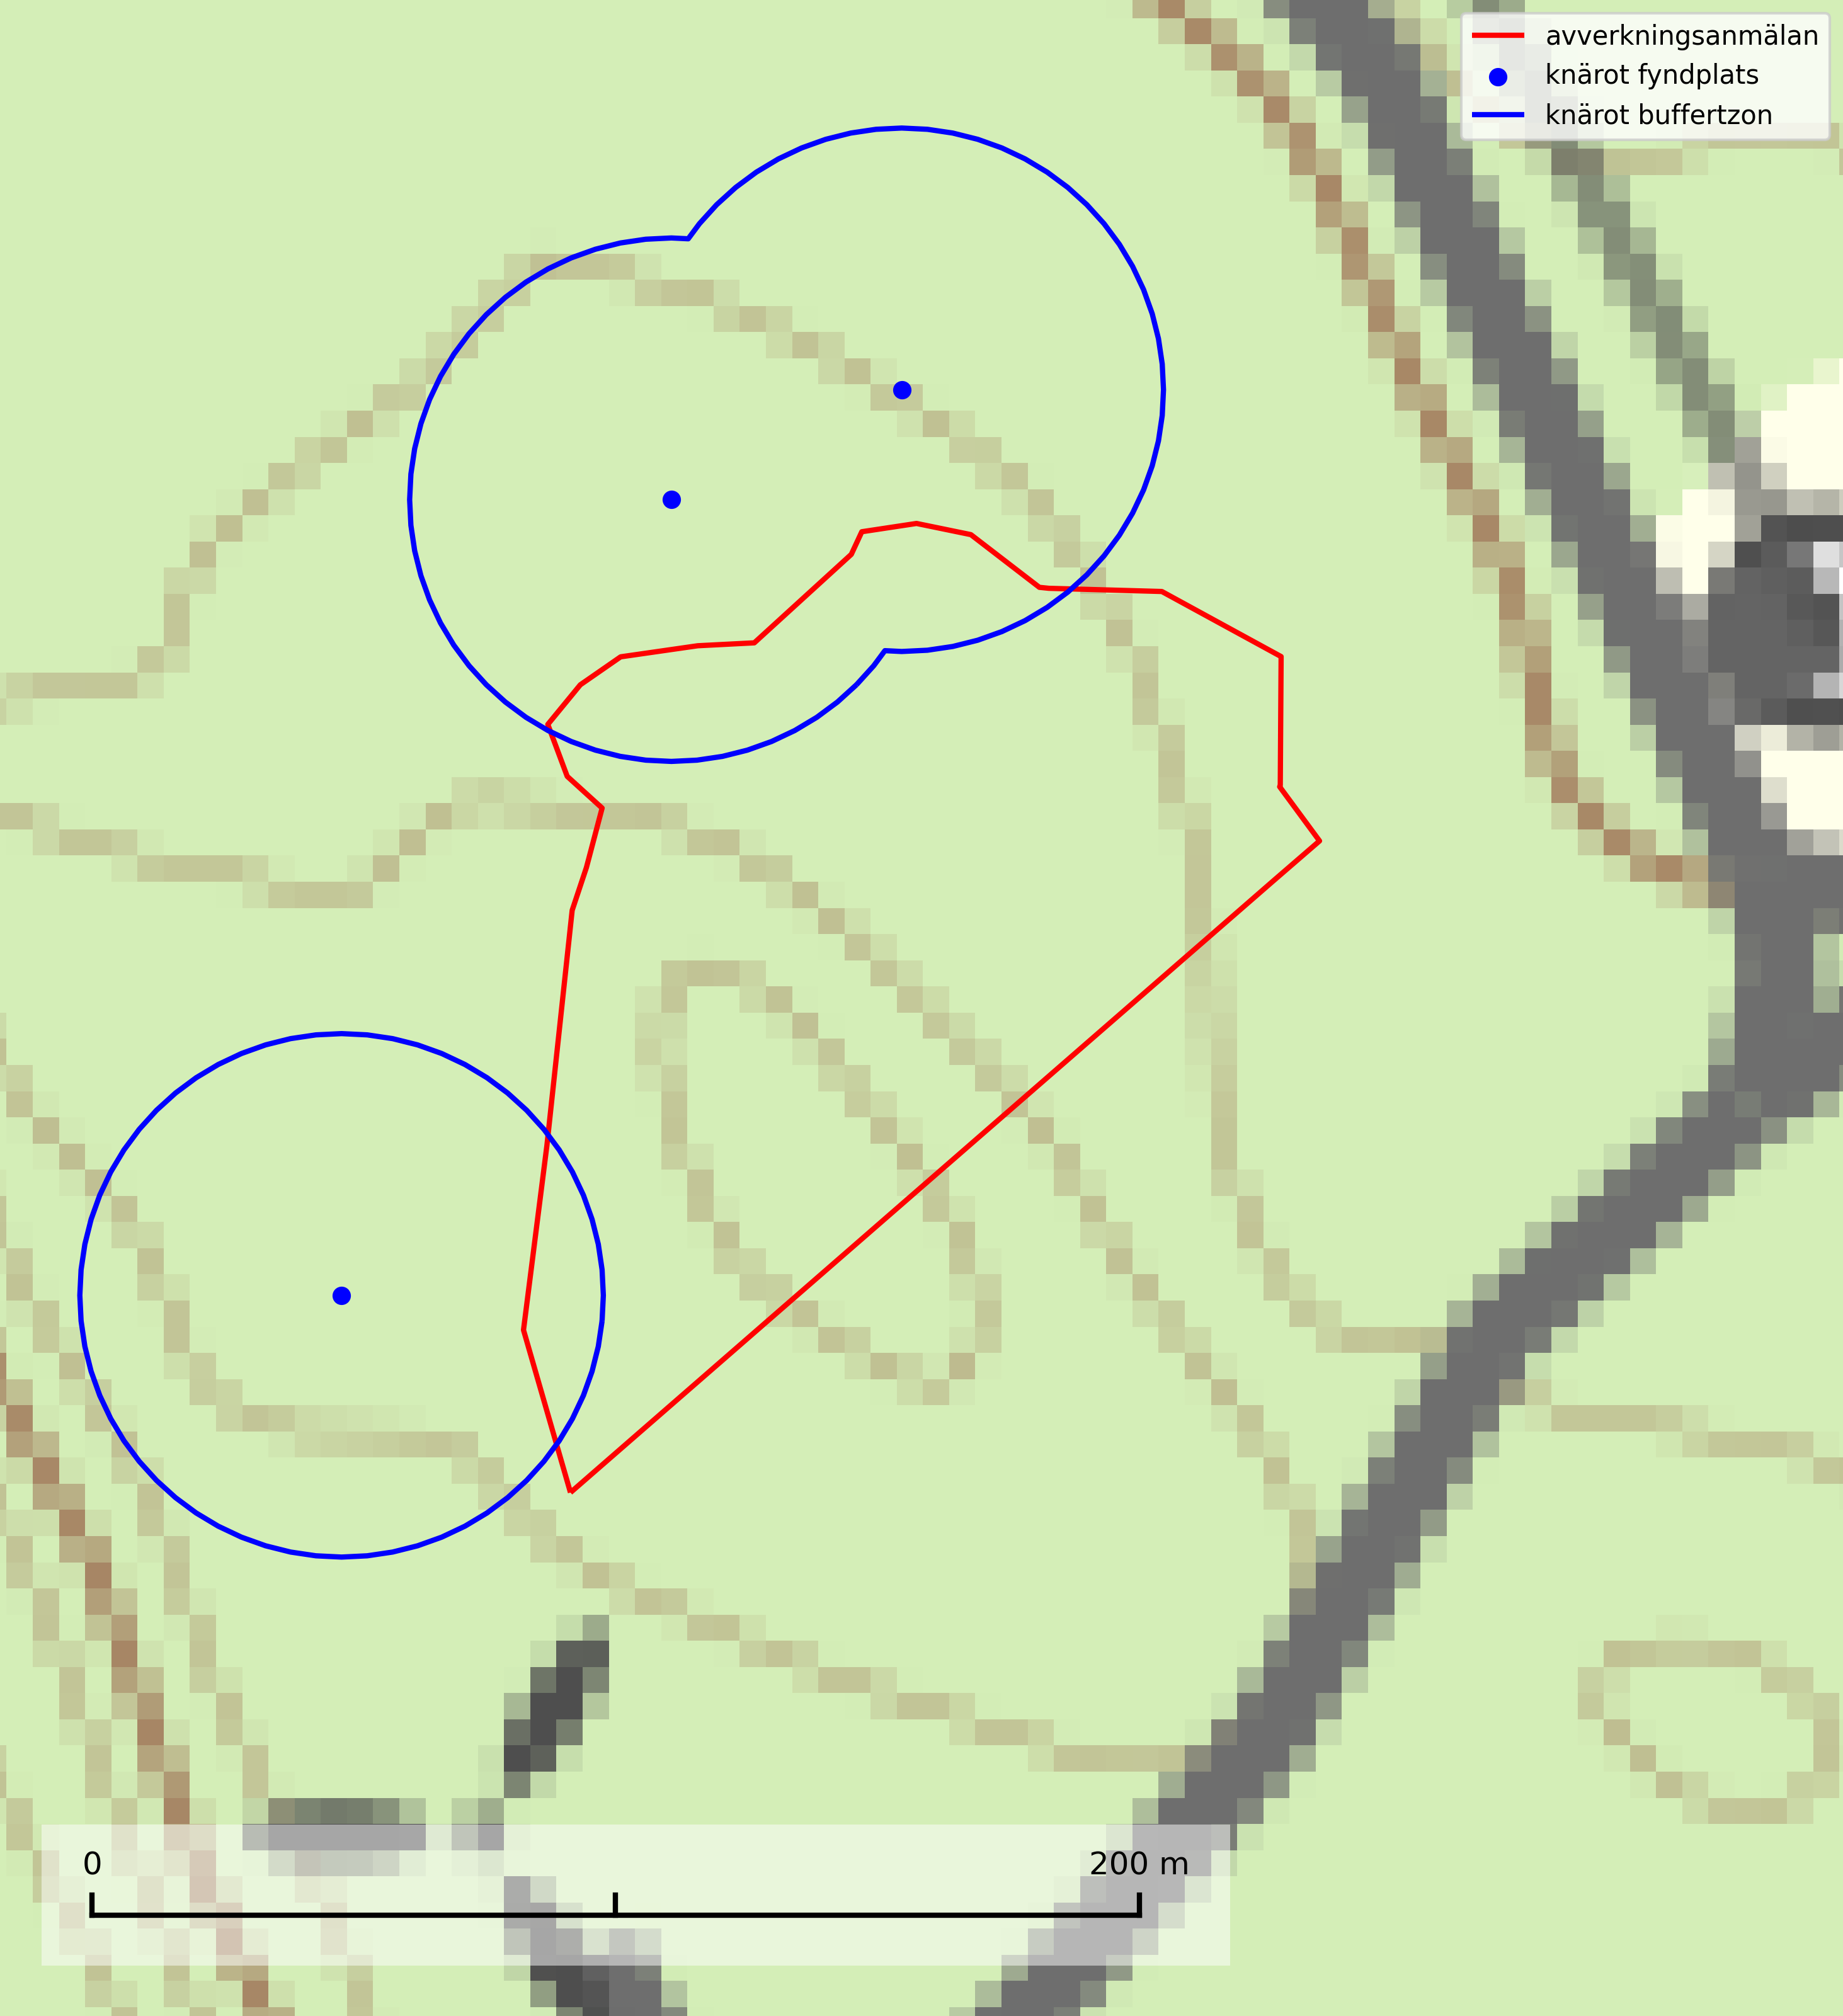 avverkningsanmälan
knärot fyndplats
knärot buffertzon
0
200 m